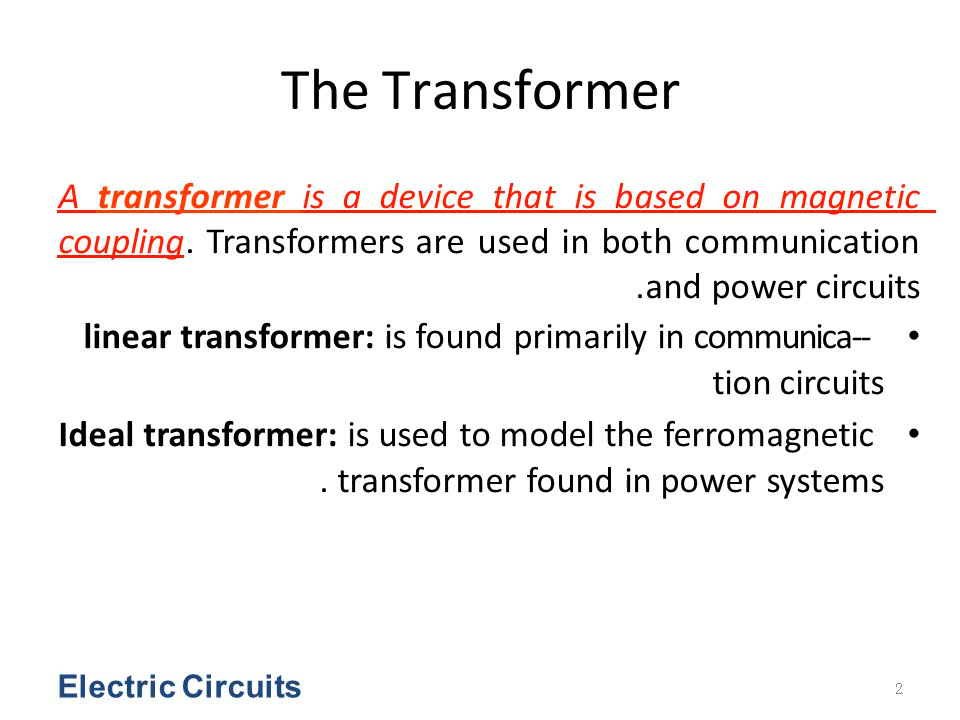 The Transformer
A transformer is a device that is based on magnetic
coupling. Transformers are used in both communication
.and power circuits
linear transformer: is found primarily in communica-- •
tion circuits
Ideal transformer: is used to model the ferromagnetic •
. transformer found in power systems
Electric Circuits
2